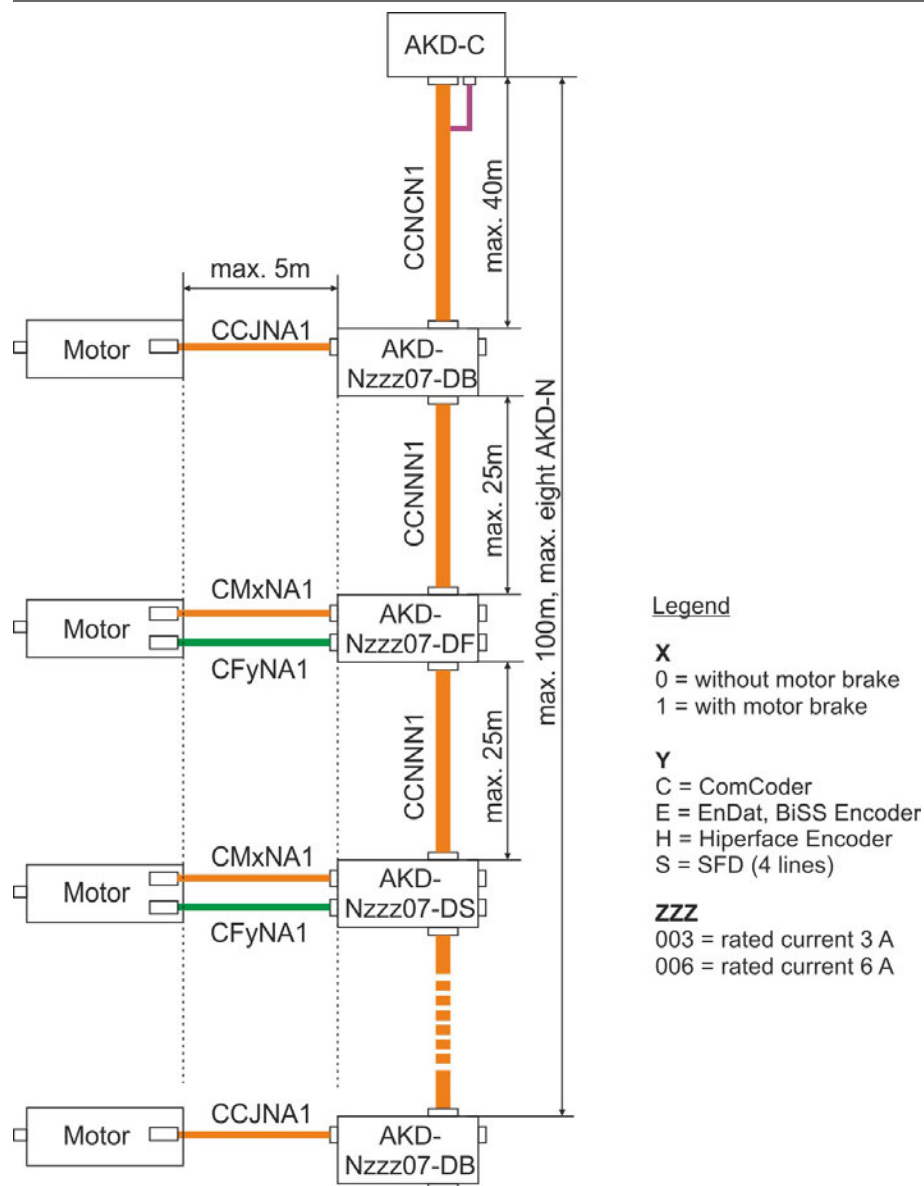 AKD-C
CCNCN1
max. 40m
max. 5m
Motor
CCJNA1
AKD-
Nzzz07-DB
CCNNN1
max. 25m
max. 100m, max. eight AKD-N
Motor
CMxNA1
CFyNA1
AKD-
Nzzz07-DF
CCNNN1
max. 25m
Motor
CMxNA1
CFyNA1
AKD-
Nzzz07-DS
Motor
CCJNA1
AKD-
Nzzz07-DB
Legend
X
0 = without motor brake
1 = with motor brake
Y
C = ComCoder
E = EnDat, BiSS Encoder
H = Hiperface Encoder
S = SFD (4 lines)
ZZZ
003 = rated current 3 A
006 = rated current 6 A